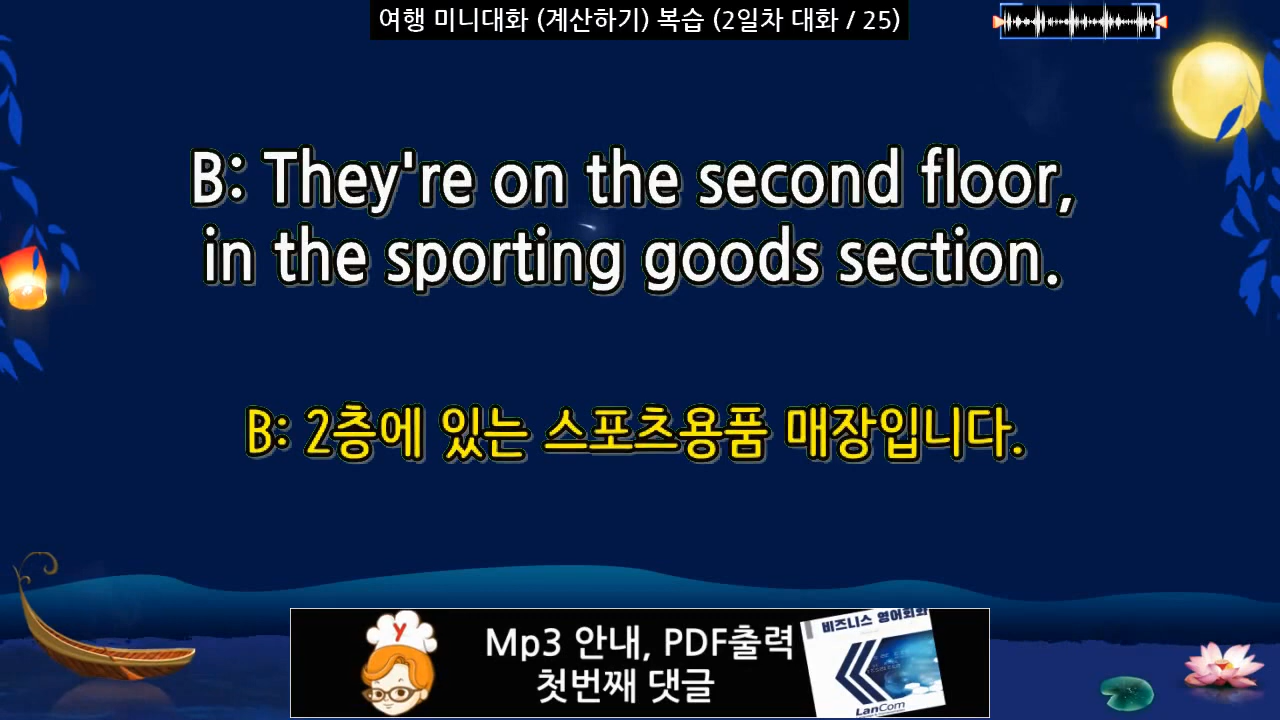 여행 미니대화 (계산하기) 복습 (2일차 대화 / 25)
B: They're on the second floor,
in the sporting goods section.
B: 2층에 있는 스포츠용품 매장입니다.
Mp3 안내, PDF출력
첫번째 댓글
y
비즈니스 영어회화
LanCom